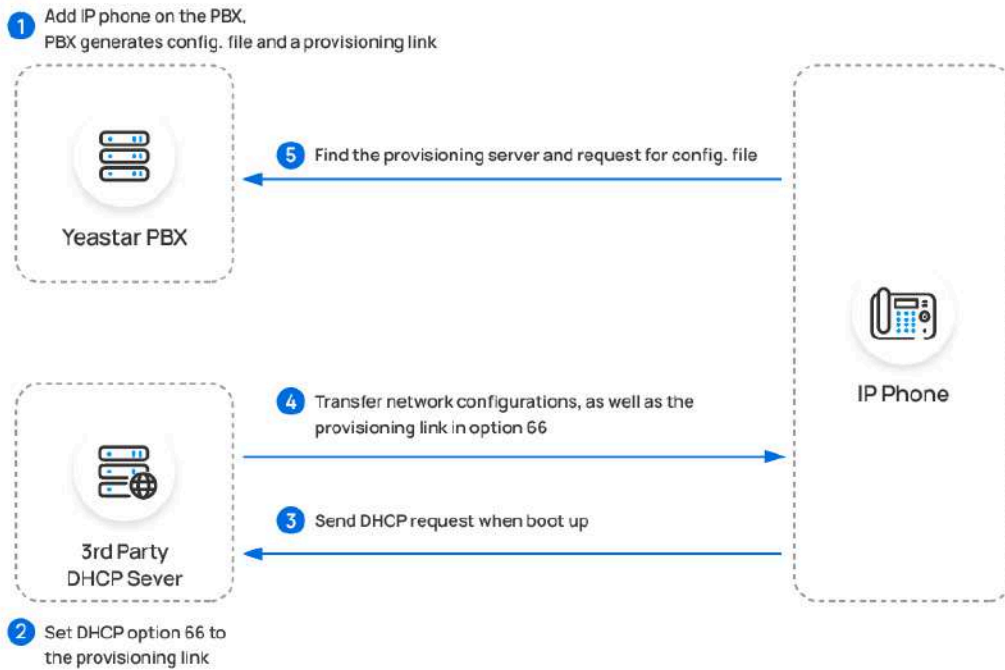 1 Add IP phone on the PBX,
PBX generates config. file and a provisioning link
5 Find the provisioning server and request for config. file
Yeastar PBX
IP Phone
4 Transfer network configurations, as well as the
provisioning link in option 66
3 Send DHCP request when boot up
3rd Party
DHCP Sever
2 Set DHCP option 66 to
the provisioning link